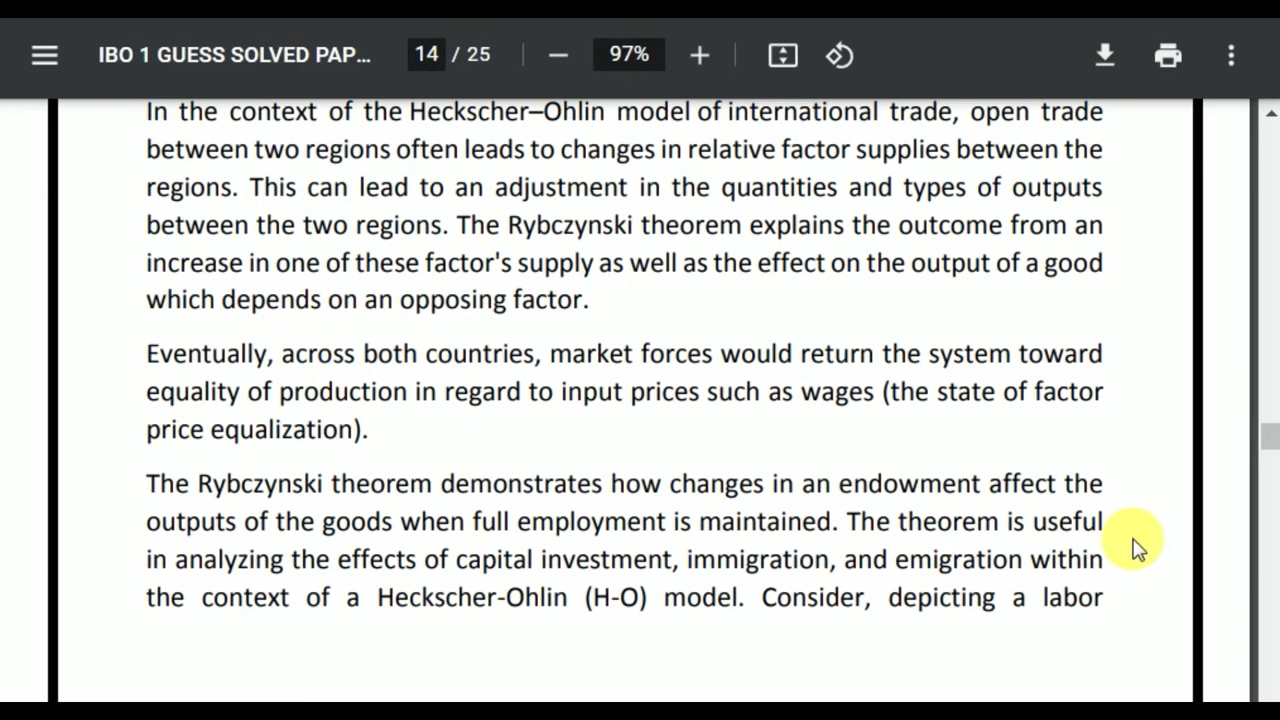 IBO 1 GUESS SOLVED PAP... 14 / 25 97%
In the context of the Heckscher–Ohlin model of international trade, open trade
between two regions often leads to changes in relative factor supplies between the
regions. This can lead to an adjustment in the quantities and types of outputs
between the two regions. The Rybczynski theorem explains the outcome from an
increase in one of these factor's supply as well as the effect on the output of a good
which depends on an opposing factor.
Eventually, across both countries, market forces would return the system toward
equality of production in regard to input prices such as wages (the state of factor
price equalization).
The Rybczynski theorem demonstrates how changes in an endowment affect the
outputs of the goods when full employment is maintained. The theorem is useful
in analyzing the effects of capital investment, immigration, and emigration within
the context of a Heckscher-Ohlin (H-O) model. Consider, depicting a labor